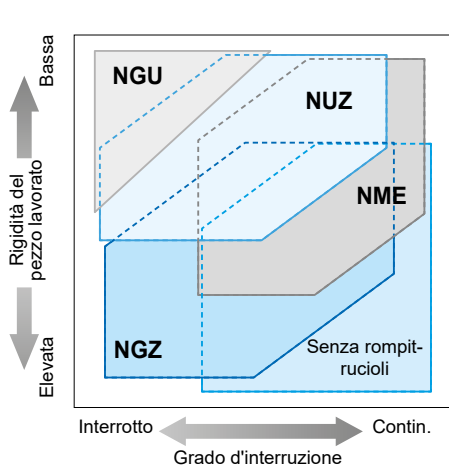 Bassa
Rigidità del
pezzo lavorato
Elevata
NGU
NUZ
NME
NGZ
Senza rompit-
rucioli
Interrotto
Contin.
Grado d'interruzione